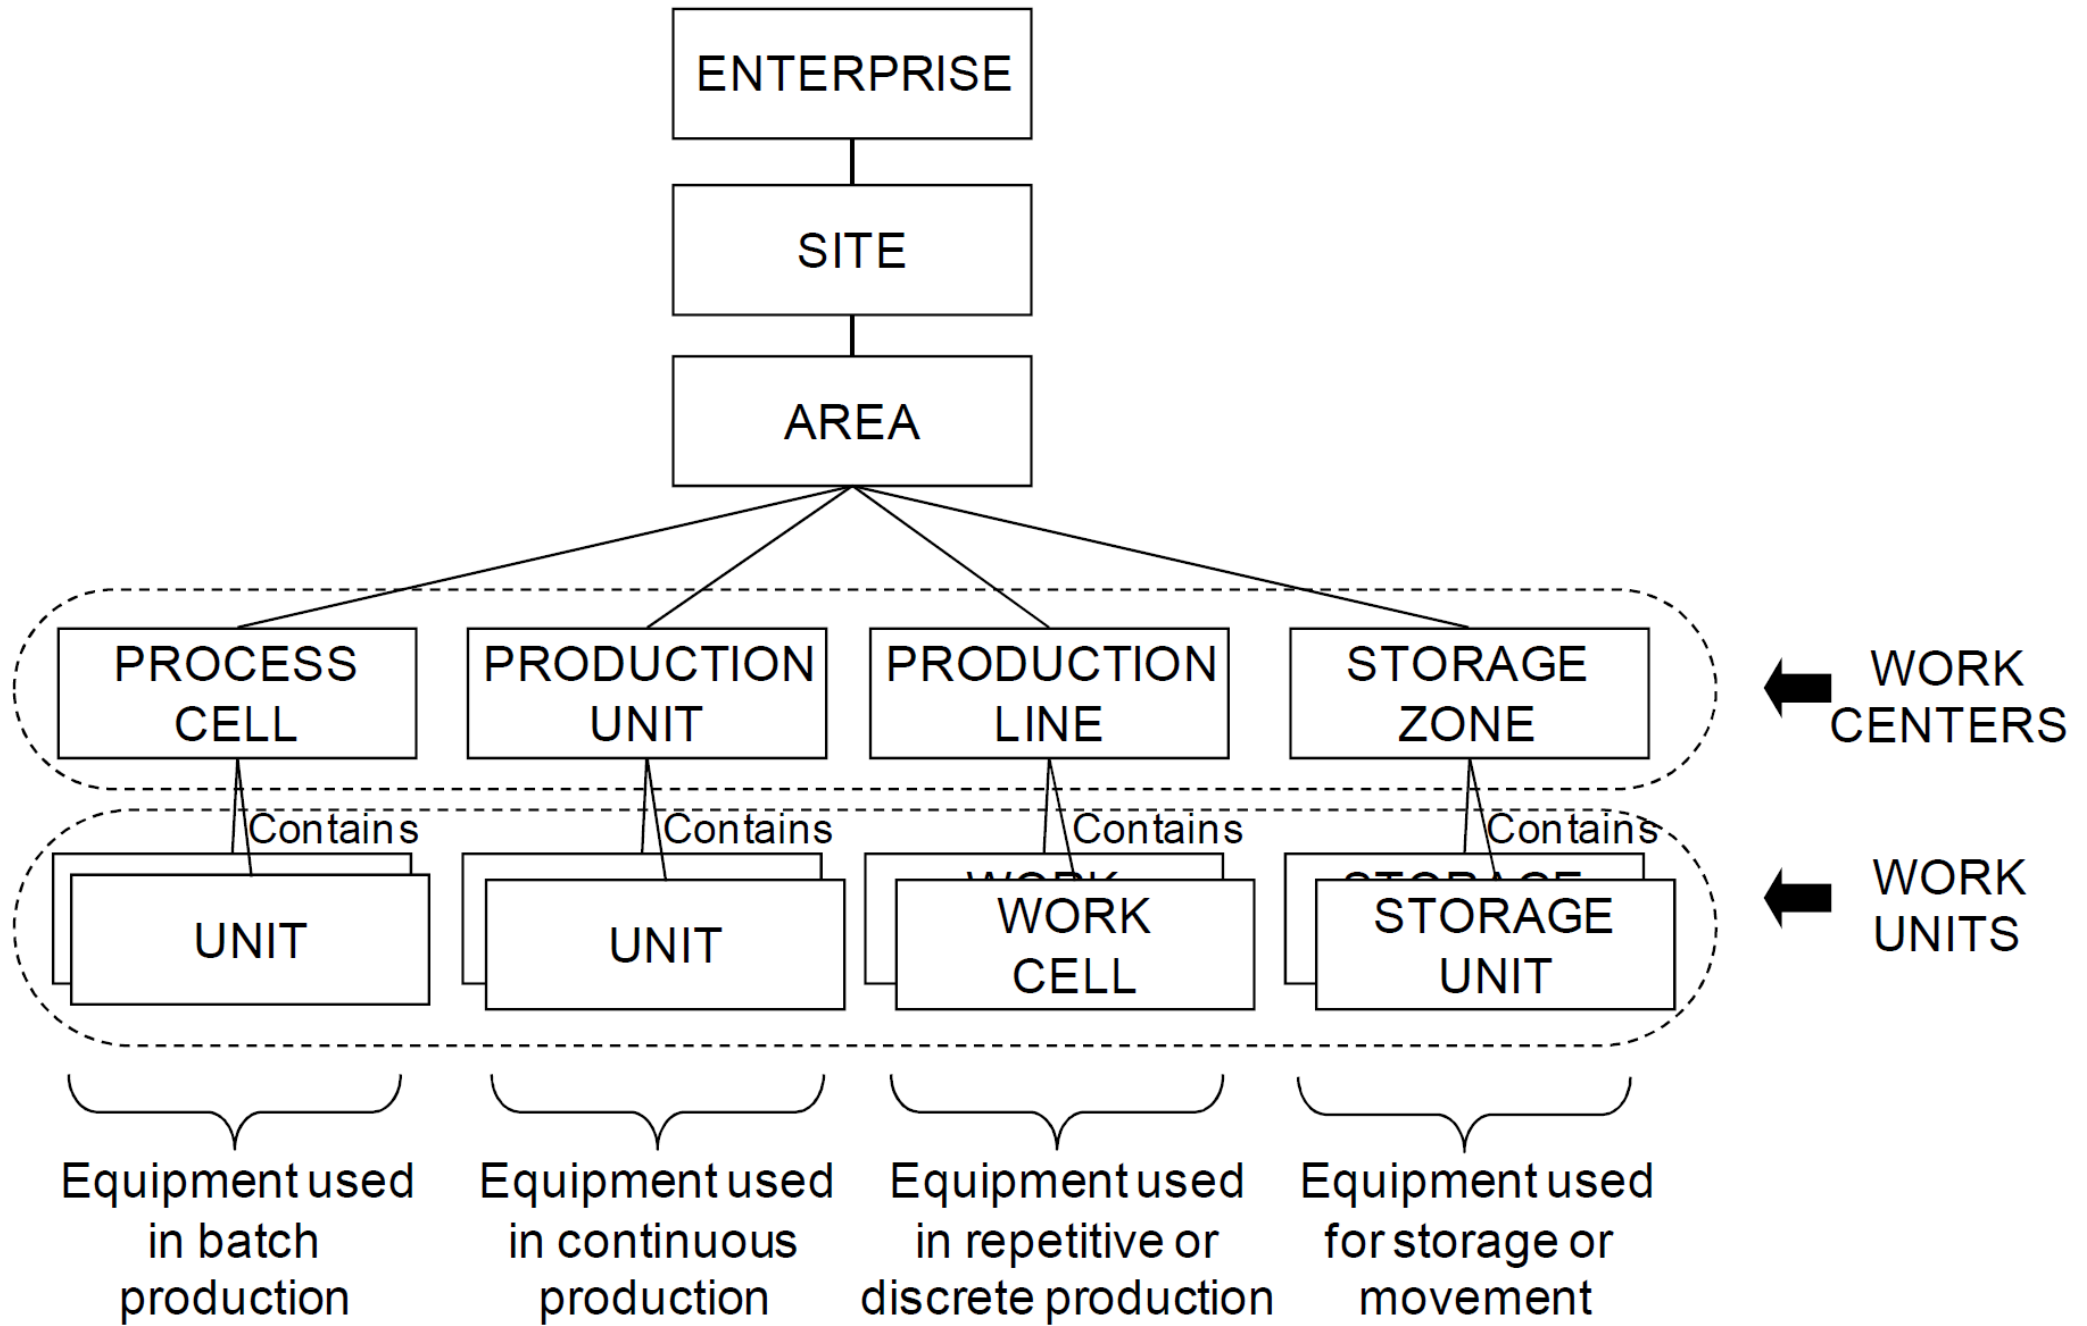 ENTERPRISE
SITE
AREA
PROCESS
CELL
PRODUCTION
UNIT
PRODUCTION
LINE
STORAGE
ZONE
WORK
CENTERS
Contains
Contains
Contains
Contains
WORK
STORAGE
UNIT
UNIT
WORK
CELL
STORAGE
UNIT
WORK
UNITS
Equipment used
in batch
production
Equipment used
in continuous
production
Equipment used
in repetitive or
discrete production
Equipment used
for storage or
movement